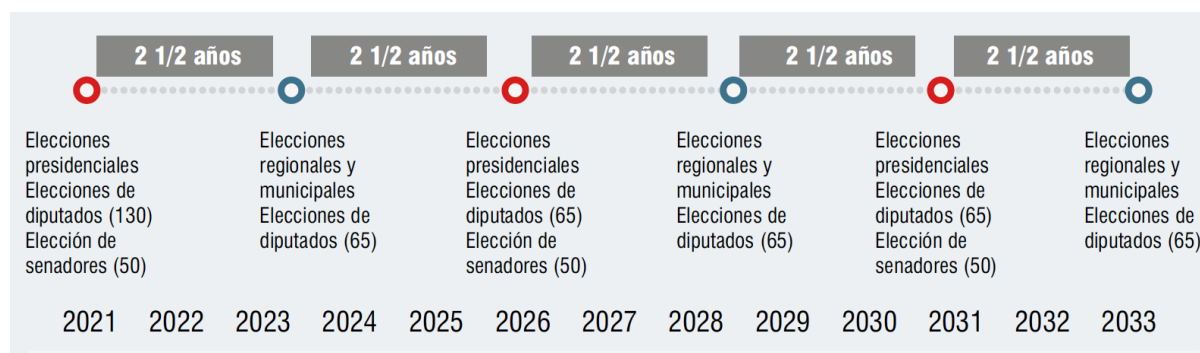 2 1/2 años
2 1/2 años
2 1/2 años
2 1/2 años
2 1/2 años
Elecciones
presidenciales
Elecciones de
diputados (130)
Elección de
senadores (50)
Elecciones
regionales y
municipales
Elecciones de
diputados (65)
Elecciones
presidenciales
Elecciones de
diputados (65)
Elección de
senadores (50)
Elecciones
regionales y
municipales
Elecciones de
diputados (65)
Elecciones
presidenciales
Elecciones de
diputados (65)
Elección de
senadores (50)
Elecciones
regionales y
municipales
Elecciones de
diputados (65)
2021 2022 2023 2024 2025 2026 2027 2028 2029 2030 2031 2032 2033